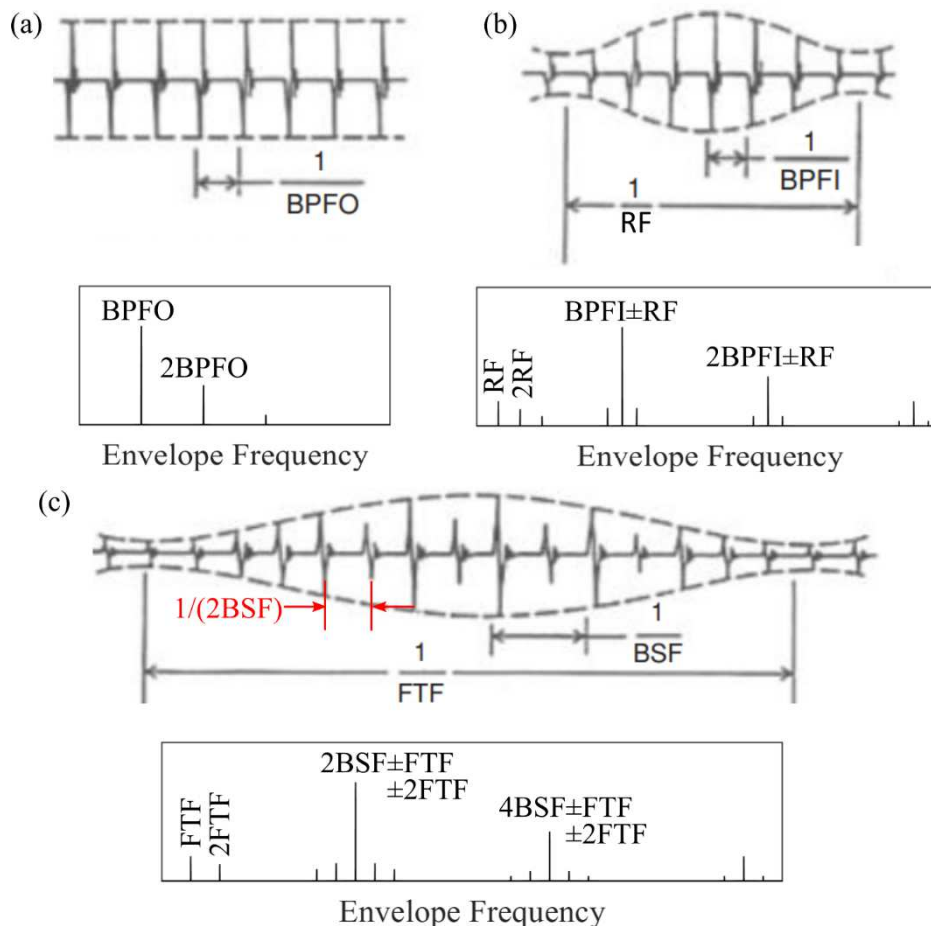 (a)
1
BPFO
(b)
1
BPFI
1
RF
BPFO
2BPFO
Envelope Frequency
RF
2RF
BPFI±RF
2BPFI±RF
Envelope Frequency
(c)
1/(2BSF)
1
BSF
1
FTF
FTF
2FTF
2BSF±FTF
±2FTF
4BSF±FTF
±2FTF
Envelope Frequency